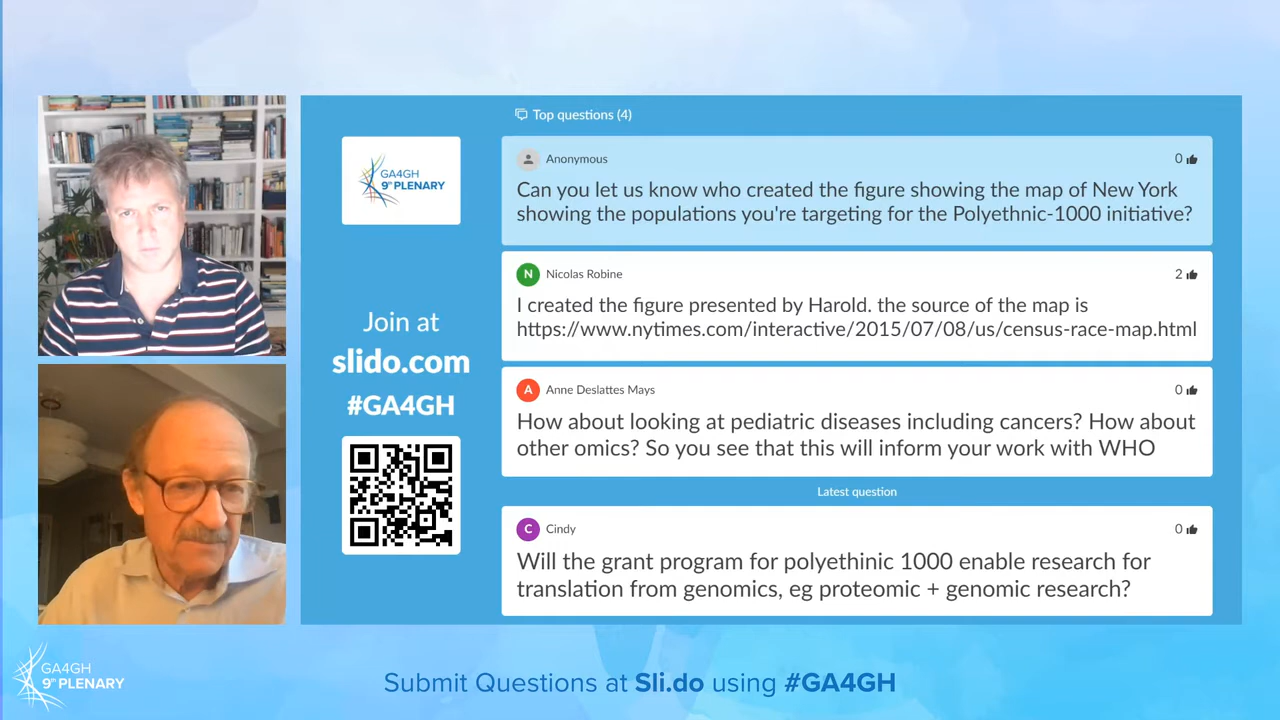 Top questions (4)
GA4GH
9th PLENARY
Join at
slido.com
#GA4GH
Anonymous
0
Can you let us know who created the figure showing the map of New York
showing the populations you're targeting for the Polyethnic-1000 initiative?
N
Nicolas Robine
2
I created the figure presented by Harold. the source of the map is
https://www.nytimes.com/interactive/2015/07/08/us/census-race-map.html
A
Anne Deslattes Mays
0
How about looking at pediatric diseases including cancers? How about
other omics? So you see that this will inform your work with WHO
Latest question
C
Cindy
0
Will the grant program for polyethinic 1000 enable research for
translation from genomics, eg proteomic + genomic research?
GA4GH
9th PLENARY
Submit Questions at Sli.do using #GA4GH